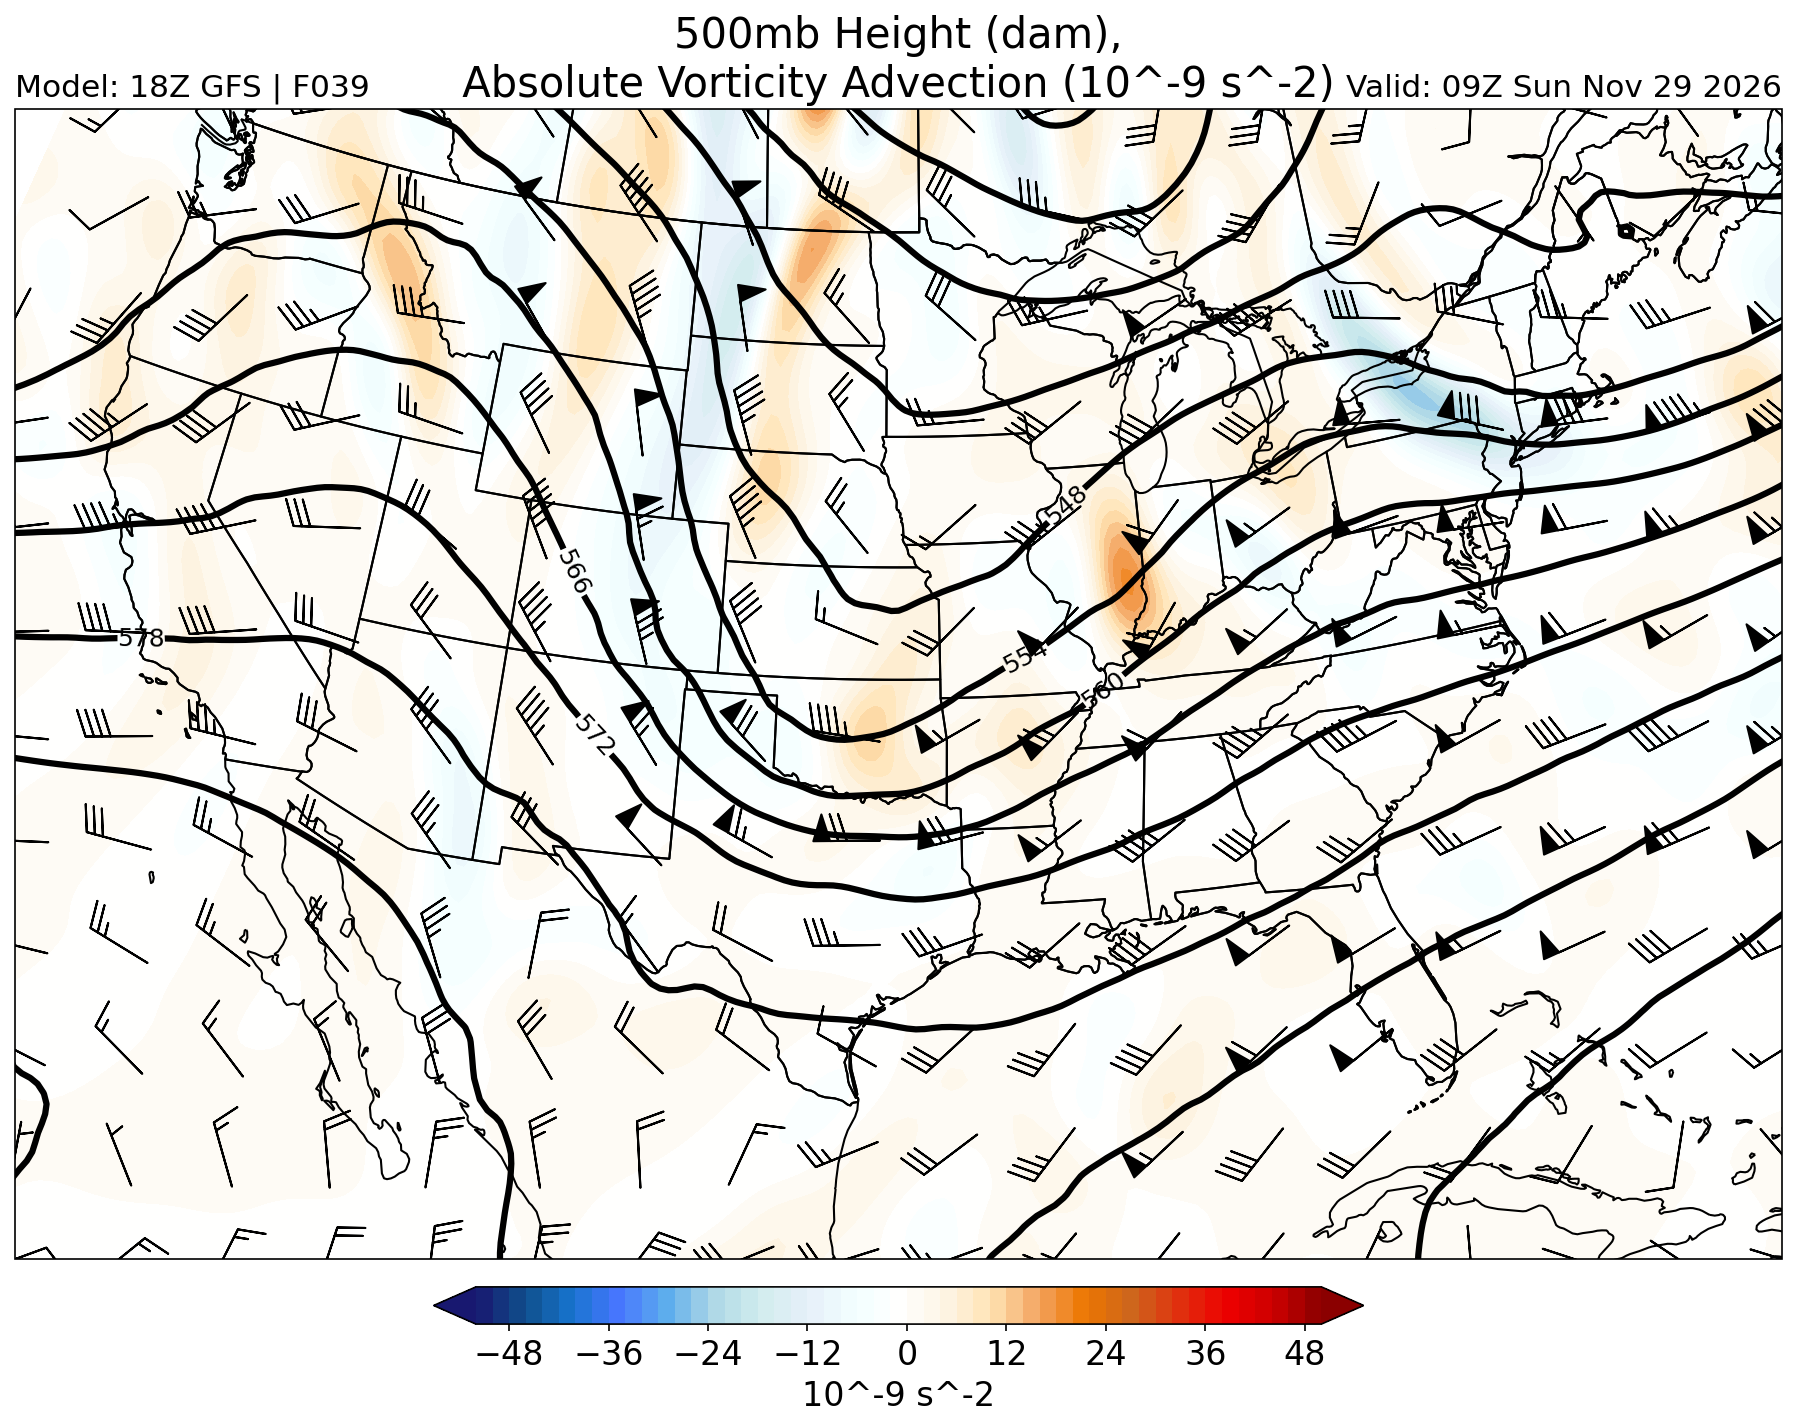 500mb Height (dam),
Model: 18Z GFS | F039
Absolute Vorticity Advection (10^-9 s^-2)
Valid: 09Z Sun Nov 29 2026
548
566
578
554
560
572
−48 −36 −24 −12 0 12 24 36 48
10^-9 s^-2